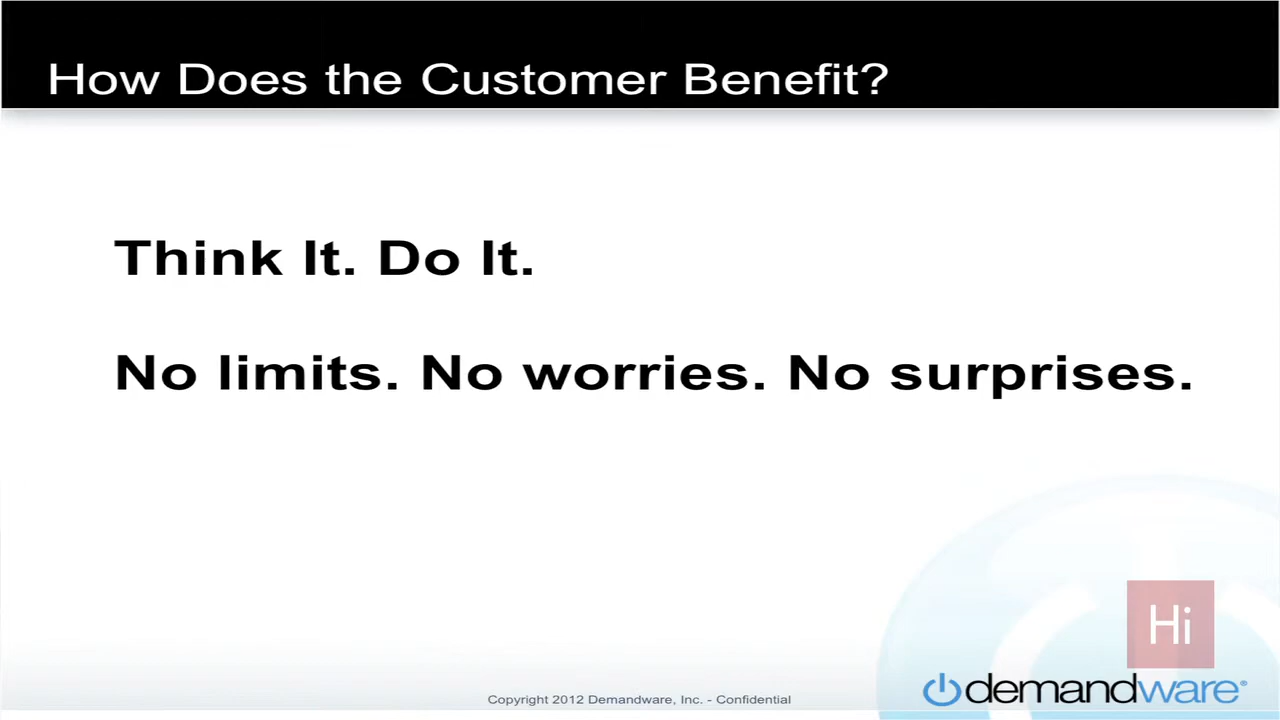 How Does the Customer Benefit?
Think It. Do It.
No limits. No worries. No surprises.
Hi
Copyright 2012 Demandware, Inc. - Confidential
demandware®